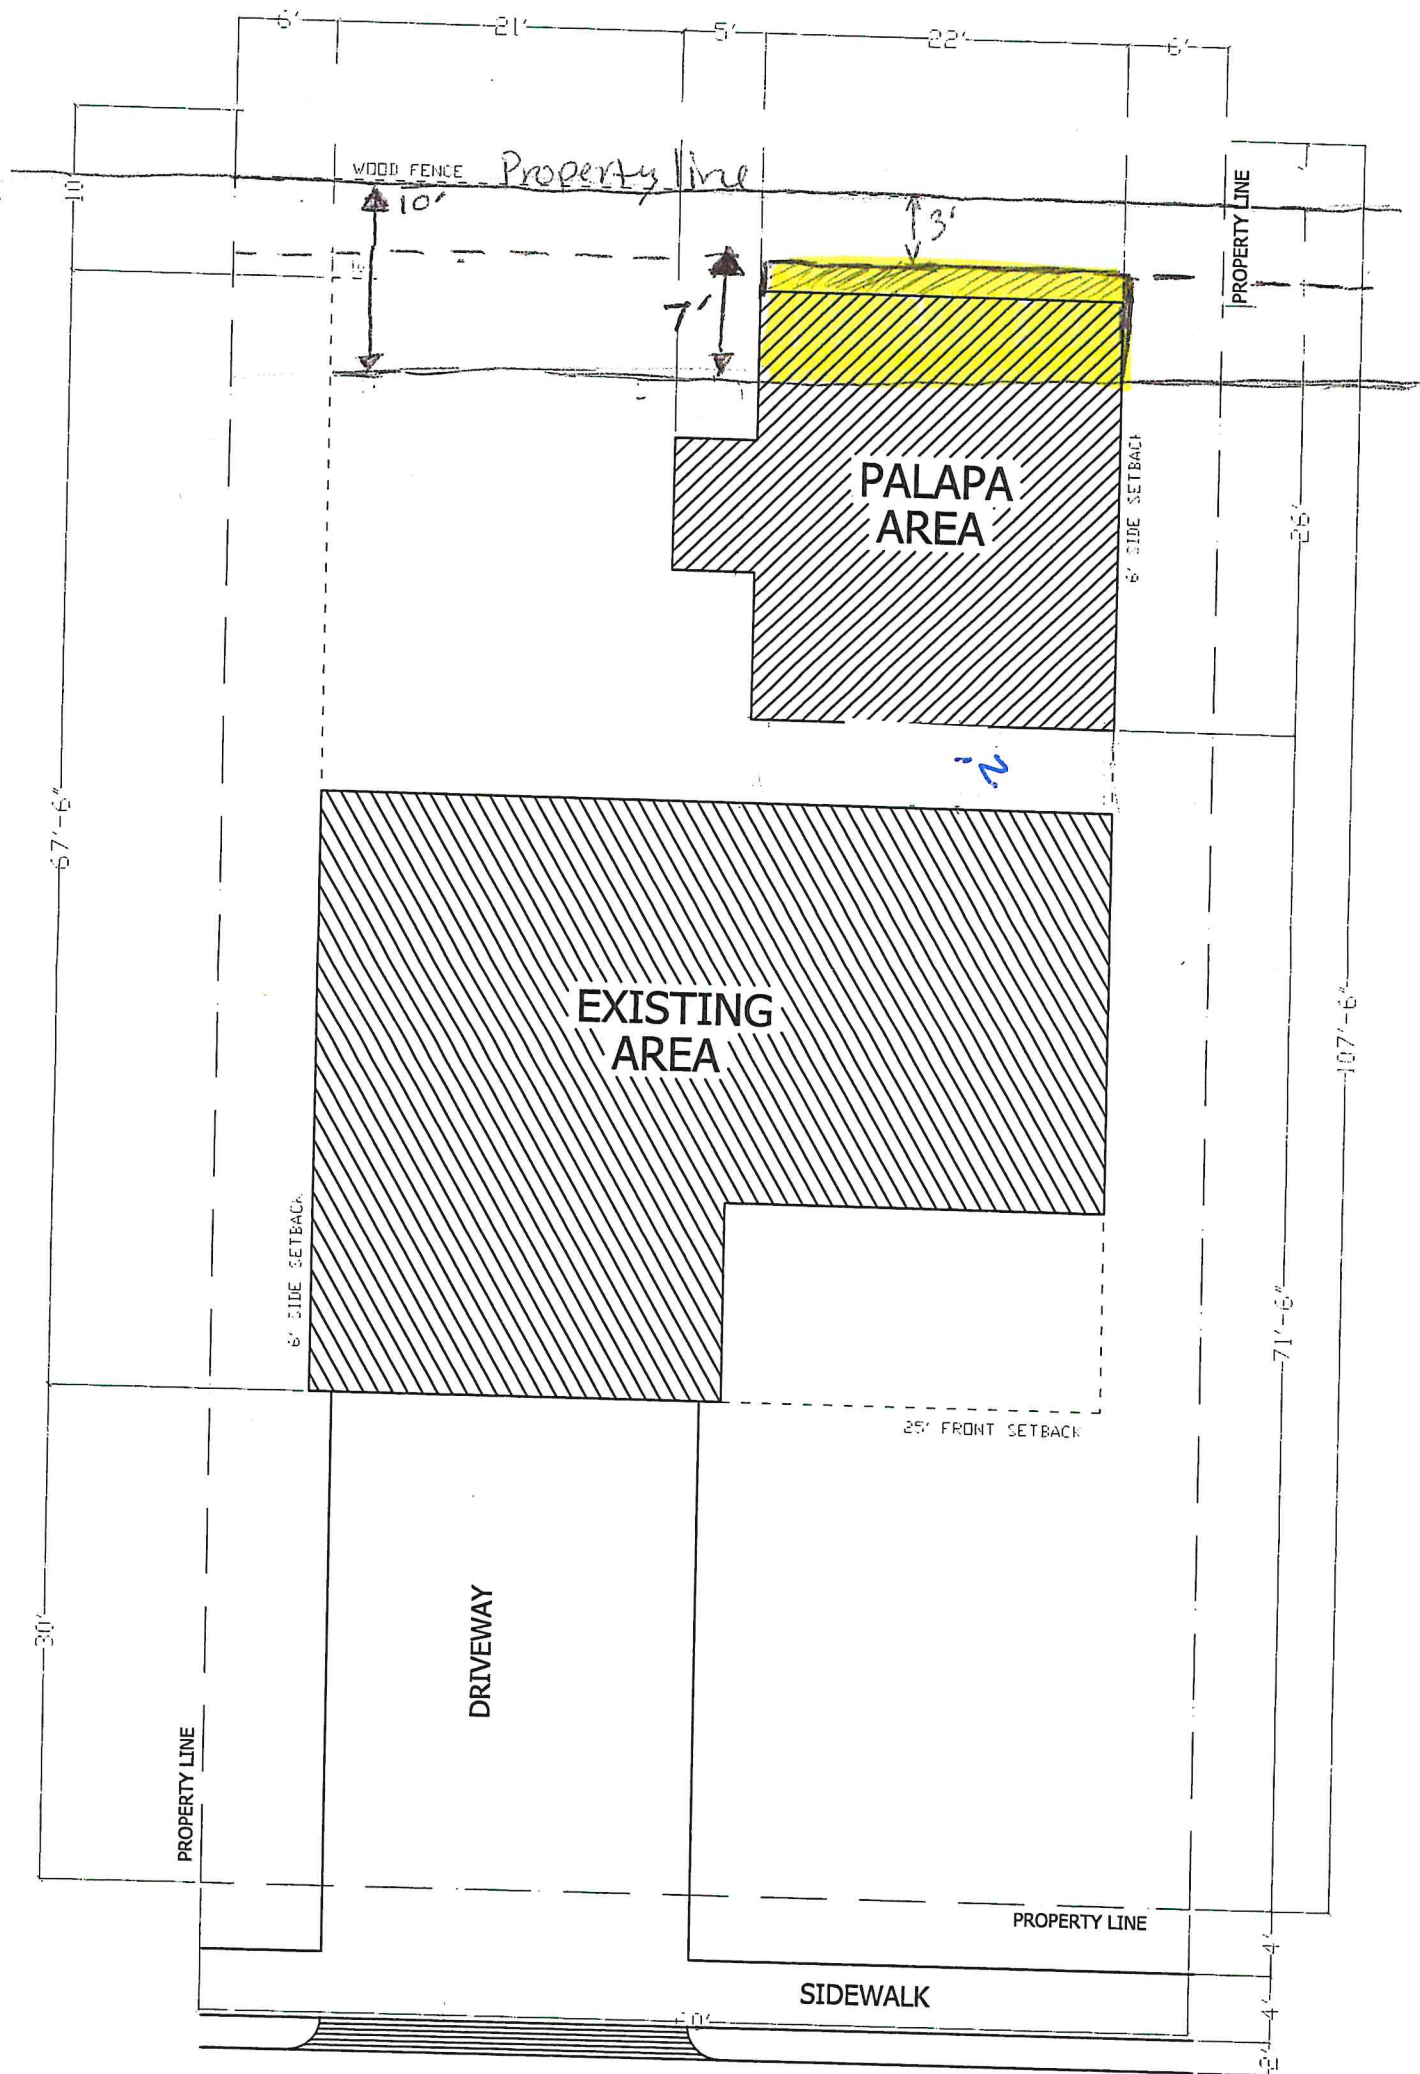 6' 21' 5' 22' 6'
WOOD FENCE Property line
10'
3'
PROPERTY LINE
10'
7'
PALAPA
AREA
6' SIDE SETBACK
26'
67'-6"
EXISTING
AREA
107'-6"
6' SIDE SETBACK
71'-6"
25' FRONT SETBACK
30'
DRIVEWAY
PROPERTY LINE
PROPERTY LINE
4'
SIDEWALK
4'
2'